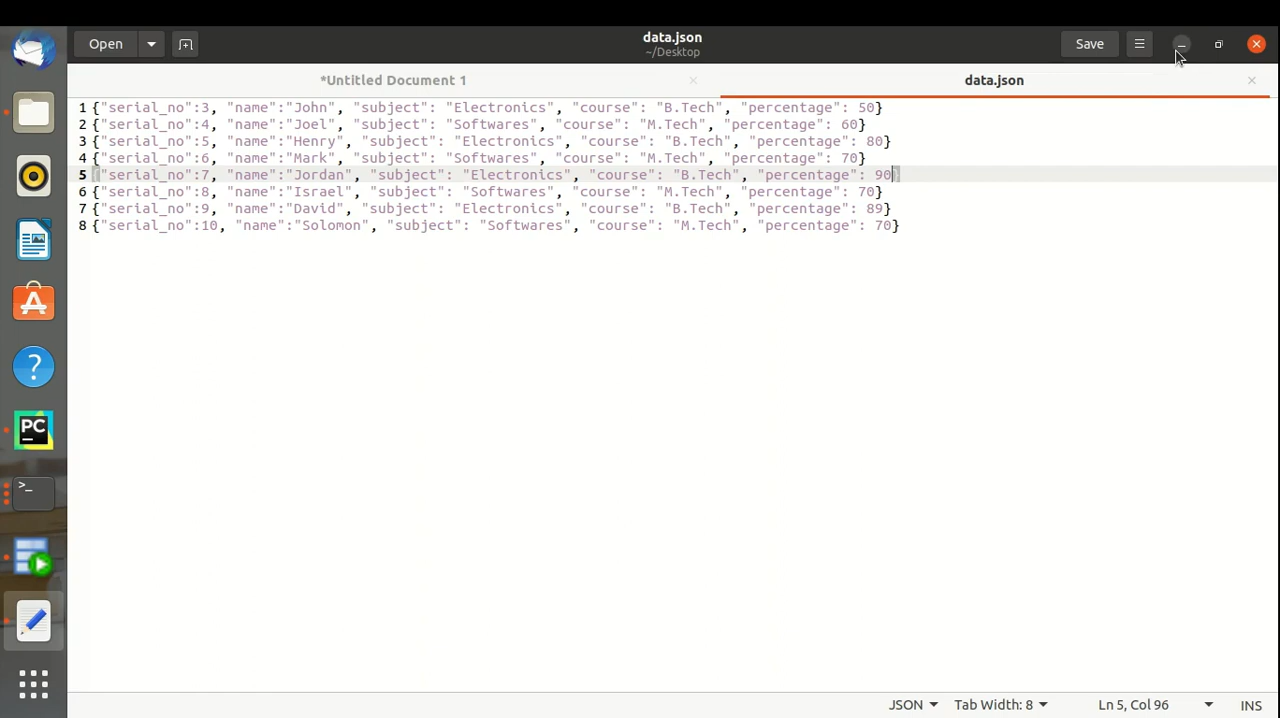 Open
data.json
~/Desktop
Save
*Untitled Document 1
data.json
1 {"serial_no":3, "name":"John", "subject": "Electronics", "course": "B.Tech", "percentage": 50}
2 {"serial_no":4, "name":"Joel", "subject": "Softwares", "course": "M.Tech", "percentage": 60}
3 {"serial_no":5, "name":"Henry", "subject": "Electronics", "course": "B.Tech", "percentage": 80}
4 {"serial_no":6, "name":"Mark", "subject": "Softwares", "course": "M.Tech", "percentage": 70}
5 {"serial_no":7, "name":"Jordan", "subject": "Electronics", "course": "B.Tech", "percentage": 90}
6 {"serial_no":8, "name":"Israel", "subject": "Softwares", "course": "M.Tech", "percentage": 70}
7 {"serial_no":9, "name":"David", "subject": "Electronics", "course": "B.Tech", "percentage": 89}
8 {"serial_no":10, "name":"Solomon", "subject": "Softwares", "course": "M.Tech", "percentage": 70}
PC
>_
JSON
Tab Width: 8
Ln 5, Col 96
INS